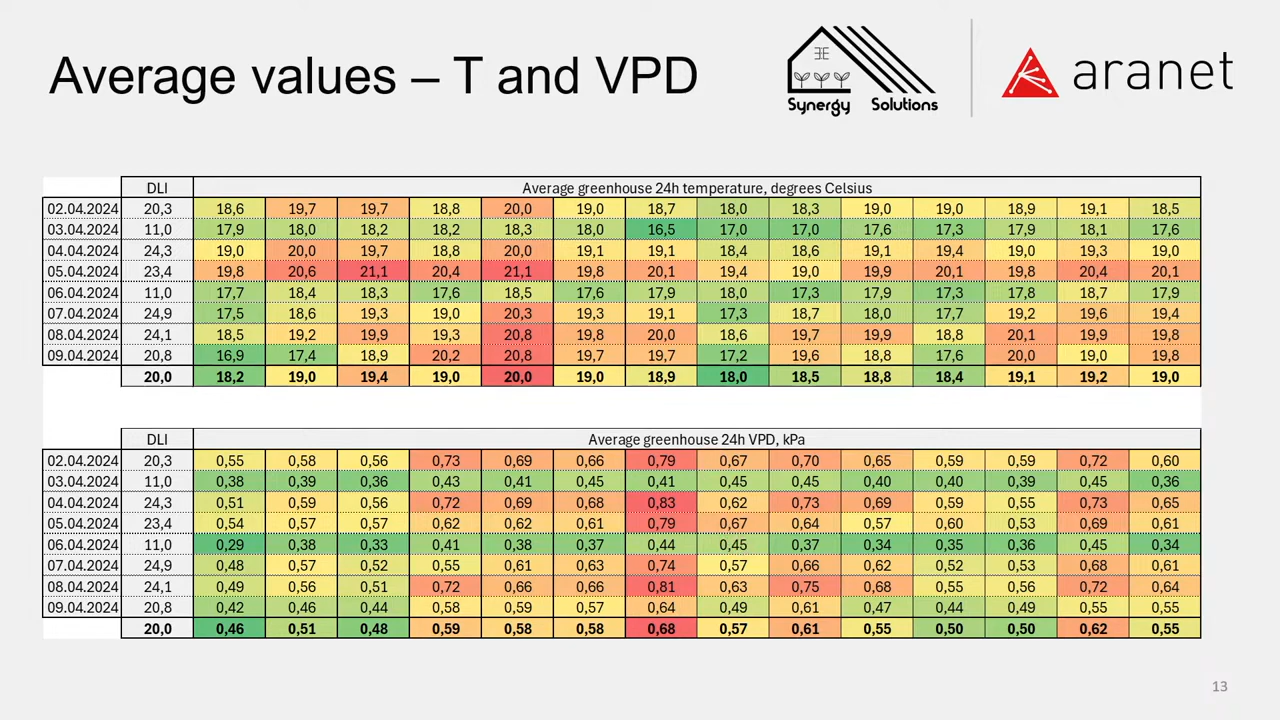 Average values – T and VPD
Synergy Solutions
aranet
DLI Average greenhouse 24h temperature, degrees Celsius
02.04.2024 20,3 18,6 19,7 19,7 18,8 20,0 19,0 18,7 18,0 18,3 19,0 19,0 18,9 19,1 18,5
03.04.2024 11,0 17,9 18,0 18,2 18,2 18,3 18,0 16,5 17,0 17,0 17,6 17,3 17,9 18,1 17,6
04.04.2024 24,3 19,0 20,0 19,7 18,8 20,0 19,1 19,1 18,4 18,6 19,1 19,4 19,0 19,3 19,0
05.04.2024 23,4 19,8 20,6 21,1 20,4 21,1 19,8 20,1 19,4 19,0 19,9 20,1 19,8 20,4 20,1
06.04.2024 11,0 17,7 18,4 18,3 17,6 18,5 17,6 17,9 18,0 17,3 17,9 17,3 17,8 18,7 17,9
07.04.2024 24,9 17,5 18,6 19,3 19,0 20,3 19,3 19,1 17,3 18,7 18,0 17,7 19,2 19,6 19,4
08.04.2024 24,1 18,5 19,2 19,9 19,3 20,8 19,8 20,0 18,6 19,7 19,9 18,8 20,1 19,9 19,8
09.04.2024 20,8 16,9 17,4 18,9 20,2 20,8 19,7 19,7 17,2 19,6 18,8 17,6 20,0 19,0 19,8
20,0 18,2 19,0 19,4 19,0 20,0 19,0 18,9 18,0 18,5 18,8 18,4 19,1 19,2 19,0
DLI Average greenhouse 24h VPD, kPa
02.04.2024 20,3 0,55 0,58 0,56 0,73 0,69 0,66 0,79 0,67 0,70 0,65 0,59 0,59 0,72 0,60
03.04.2024 11,0 0,38 0,39 0,36 0,43 0,41 0,45 0,41 0,45 0,45 0,40 0,40 0,39 0,45 0,36
04.04.2024 24,3 0,51 0,59 0,56 0,72 0,69 0,68 0,83 0,62 0,73 0,69 0,59 0,55 0,73 0,65
05.04.2024 23,4 0,54 0,57 0,57 0,62 0,62 0,61 0,79 0,67 0,64 0,57 0,60 0,53 0,69 0,61
06.04.2024 11,0 0,29 0,38 0,33 0,41 0,38 0,37 0,44 0,45 0,37 0,34 0,35 0,36 0,45 0,34
07.04.2024 24,9 0,48 0,57 0,52 0,55 0,61 0,63 0,74 0,57 0,66 0,62 0,52 0,53 0,68 0,61
08.04.2024 24,1 0,49 0,56 0,51 0,72 0,66 0,66 0,81 0,63 0,75 0,68 0,55 0,56 0,72 0,64
09.04.2024 20,8 0,42 0,46 0,44 0,58 0,59 0,57 0,64 0,49 0,61 0,47 0,44 0,49 0,55 0,55
20,0 0,46 0,51 0,48 0,59 0,58 0,58 0,68 0,57 0,61 0,55 0,50 0,50 0,62 0,55
13